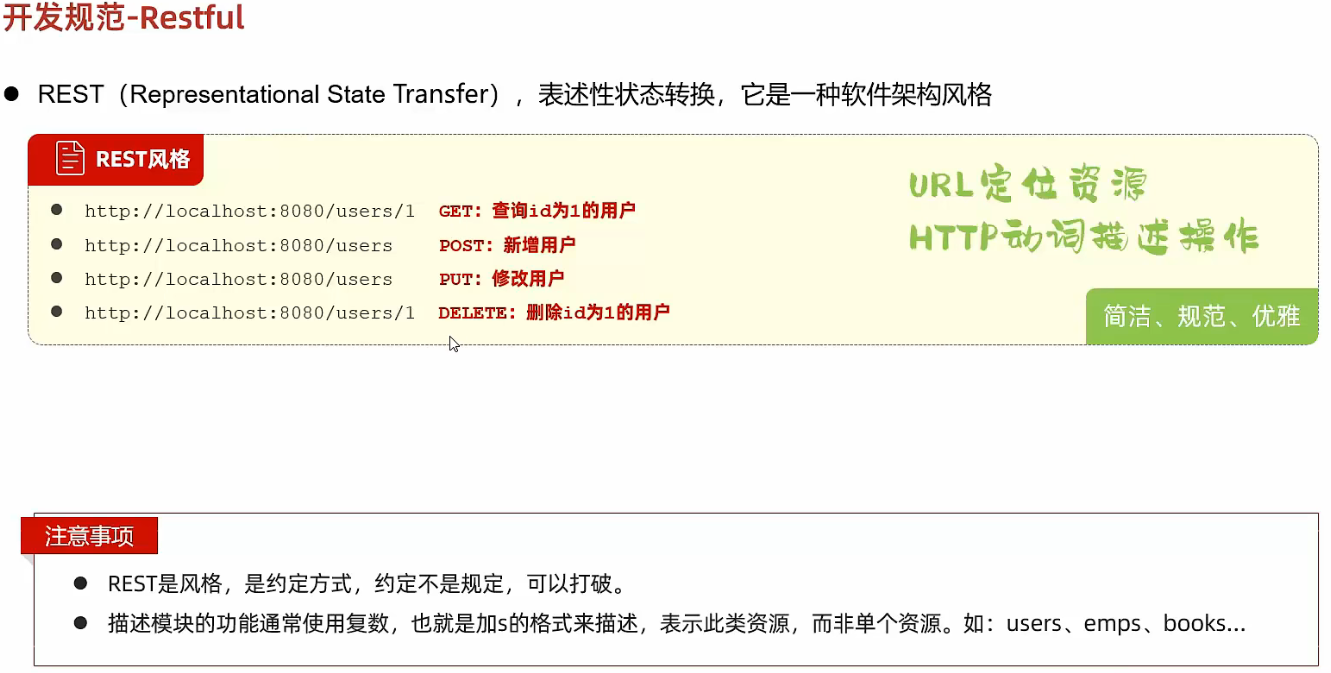 开发规范-Restful
REST（Representational State Transfer），表述性状态转换，它是一种软件架构风格
REST风格
http://localhost:8080/users/1 GET：查询id为1的用户
http://localhost:8080/users POST：新增用户
http://localhost:8080/users PUT：修改用户
http://localhost:8080/users/1 DELETE：删除id为1的用户
URL定位资源
HTTP动词描述操作
简洁、规范、优雅
注意事项
REST是风格，是约定方式，约定不是规定，可以打破。
描述模块的功能通常使用复数，也就是加s的格式来描述，表示此类资源，而非单个资源。如：users、emps、books...